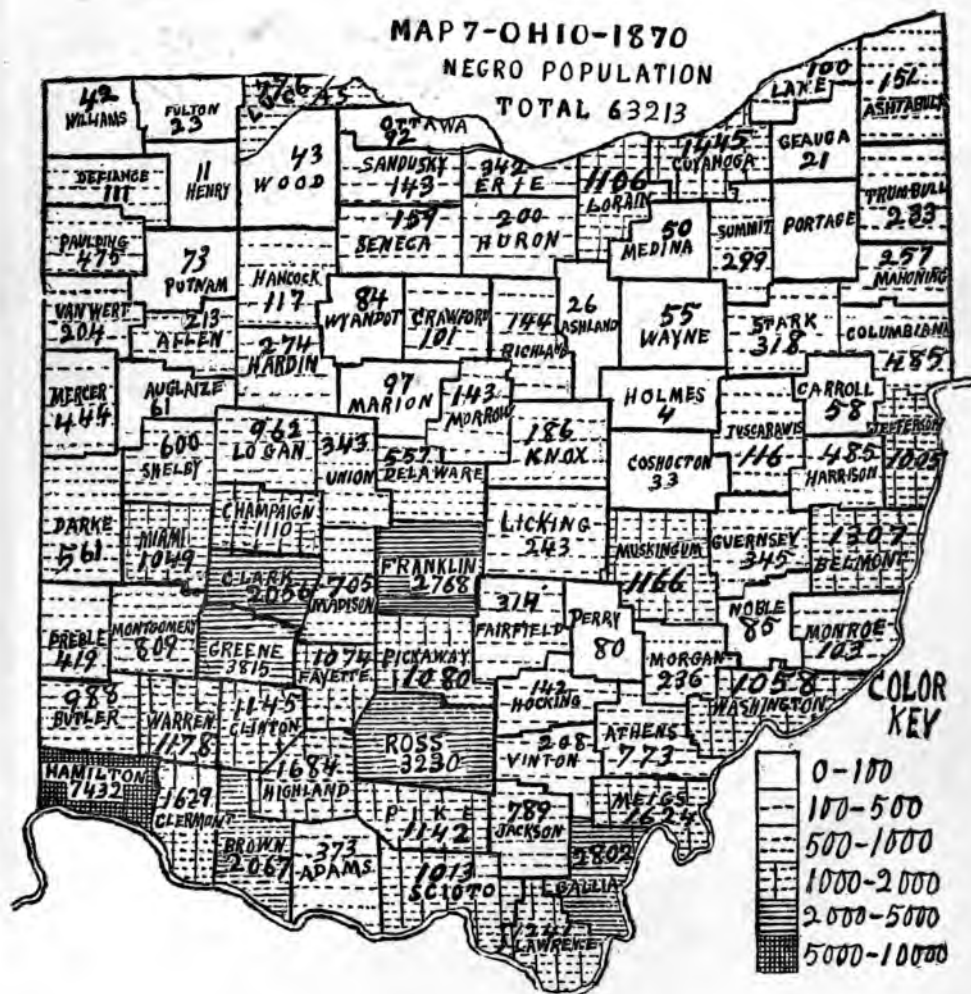 MAP 7-OHIO-1870
NEGRO POPULATION
TOTAL 63213
42
WILLIAMS
FULTON
23
LUCAS
OTTAWA
92
100
LAKE
ASHTABULA
DEFIANCE
111
11
HENRY
43
WOOD
SANDUSKY
143
342
ERIE
1106
LORAIN
1445
CUYAHOGA
GEAUGA
21
PAULDING
475
159
SENECA
200
HURON
50
MEDINA
SUMMIT
299
PORTAGE
TRUMBULL
233
73
PUTNAM
HANCOCK
117
257
MAHONING
VAN WERT
204
213
ALLEN
84
WYANDOT
CRAWFORD
101
144
RICHLAND
26
ASHLAND
55
WAYNE
STARK
318
COLUMBIANA
485
274
HARDIN
MERCER
444
AUGLAIZE
61
97
MARION
143
MORROW
HOLMES
4
CARROLL
58
600
SHELBY
962
LOGAN
343
UNION
557
DELAWARE
186
KNOX
COSHOCTON
33
TUSCARAWIS
116
485
HARRISON
JEFFERSON
1005
DARKE
561
MIAMI
1049
CHAMPAIGN
1110
LICKING
243
MUSKINGUM
1166
GUERNSEY
345
1307
BELMONT
CLARK
2056
705
MADISON
FRANKLIN
2768
PREBLE
419
MONTGOMERY
809
GREENE
3815
1074
FAYETTE
PICKAWAY
1080
314
FAIRFIELD
PERRY
80
MORGAN
236
NOBLE
85
MONROE
103
988
BUTLER
WARREN
1178
1145
CLINTON
ROSS
3230
142
HOCKING
1058
WASHINGTON
HAMILTON
7432
1629
CLERMONT
1684
HIGHLAND
208
VINTON
ATHENS
773
BROWN
2067
373
ADAMS
PIKE
1142
789
JACKSON
MEIGS
1624
1013
SCIOTO
2802
GALLIA
1241
LAWRENCE
COLOR
KEY
0-100
100-500
500-1000
1000-2000
2000-5000
5000-10000